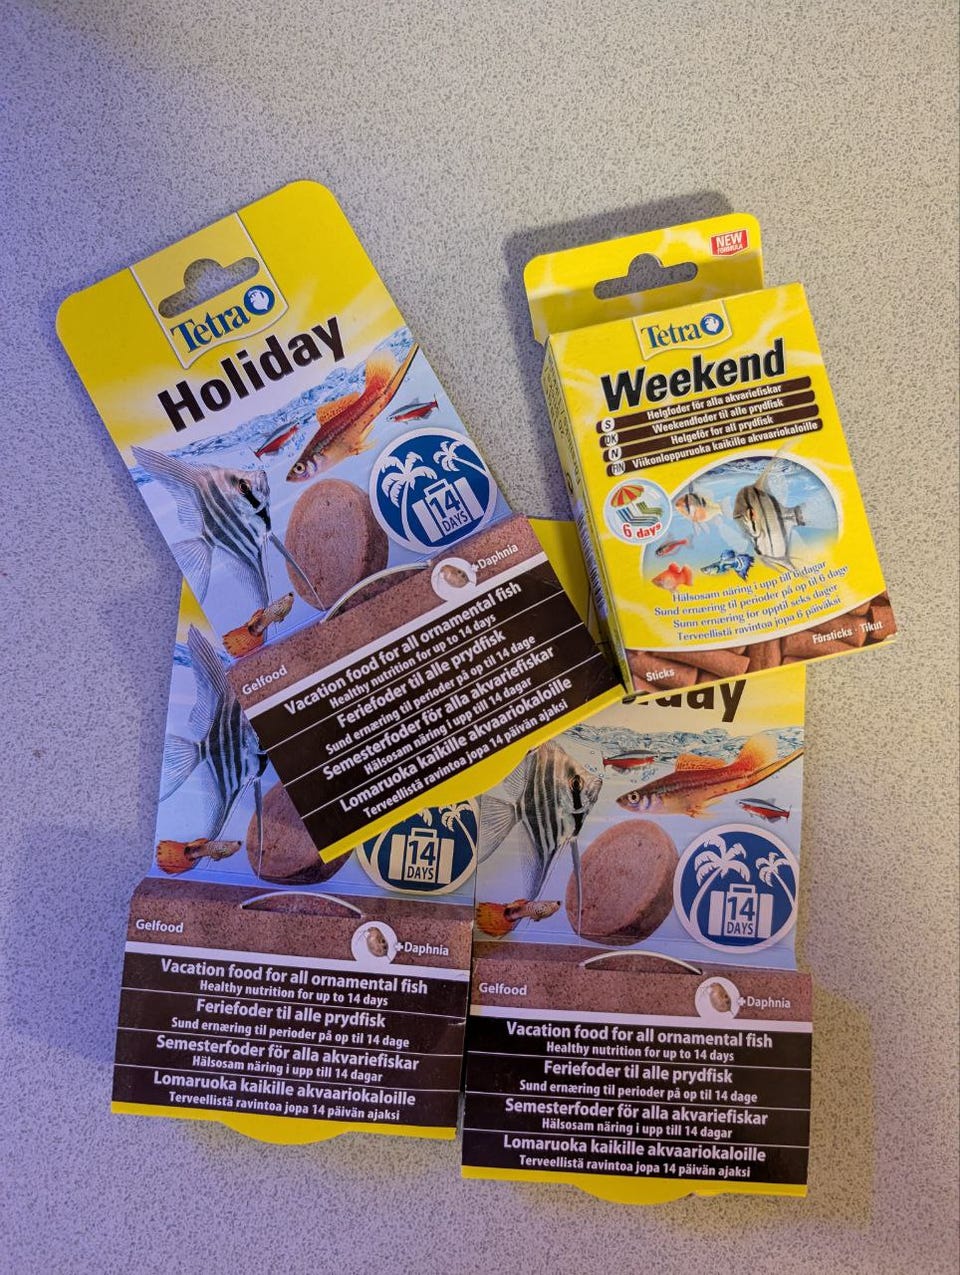 Tetra
Holiday
14
DAYS
+Daphnia
Gelfood
Vacation food for all ornamental fish
Healthy nutrition for up to 14 days
Feriefoder til alle prydfisk
Sund ernæring til perioder på op til 14 dage
Semesterfoder för alla akvariefiskar
Hälsosam näring i upp till 14 dagar
Lomaruoka kaikille akvaariokaloille
Terveellistä ravintoa jopa 14 päivän ajaksi
NEW
FORMULA
Tetra
Weekend
S Helgfoder för alla akvariefiskar
DK Weekendfoder til alle prydfisk
N Helgefôr for all prydfisk
FIN Viikonloppuruoka kaikille akvaariokaloille
6 days
Hälsosam näring i upp till 6 dagar
Sund ernæring til perioder på op til 6 dage
Sunn ernæring for opptil seks dager
Terveellistä ravintoa jopa 6 päiväksi
Sticks
Försticks · Tikut
14
DAYS
Gelfood
+Daphnia
Vacation food for all ornamental fish
Healthy nutrition for up to 14 days
Feriefoder til alle prydfisk
Sund ernæring til perioder på op til 14 dage
Semesterfoder för alla akvariefiskar
Hälsosam näring i upp till 14 dagar
Lomaruoka kaikille akvaariokaloille
Terveellistä ravintoa jopa 14 päivän ajaksi
day
14
DAYS
Gelfood
+Daphnia
Vacation food for all ornamental fish
Healthy nutrition for up to 14 days
Feriefoder til alle prydfisk
Sund ernæring til perioder på op til 14 dage
Semesterfoder för alla akvariefiskar
Hälsosam näring i upp till 14 dagar
Lomaruoka kaikille akvaariokaloille
Terveellistä ravintoa jopa 14 päivän ajaksi